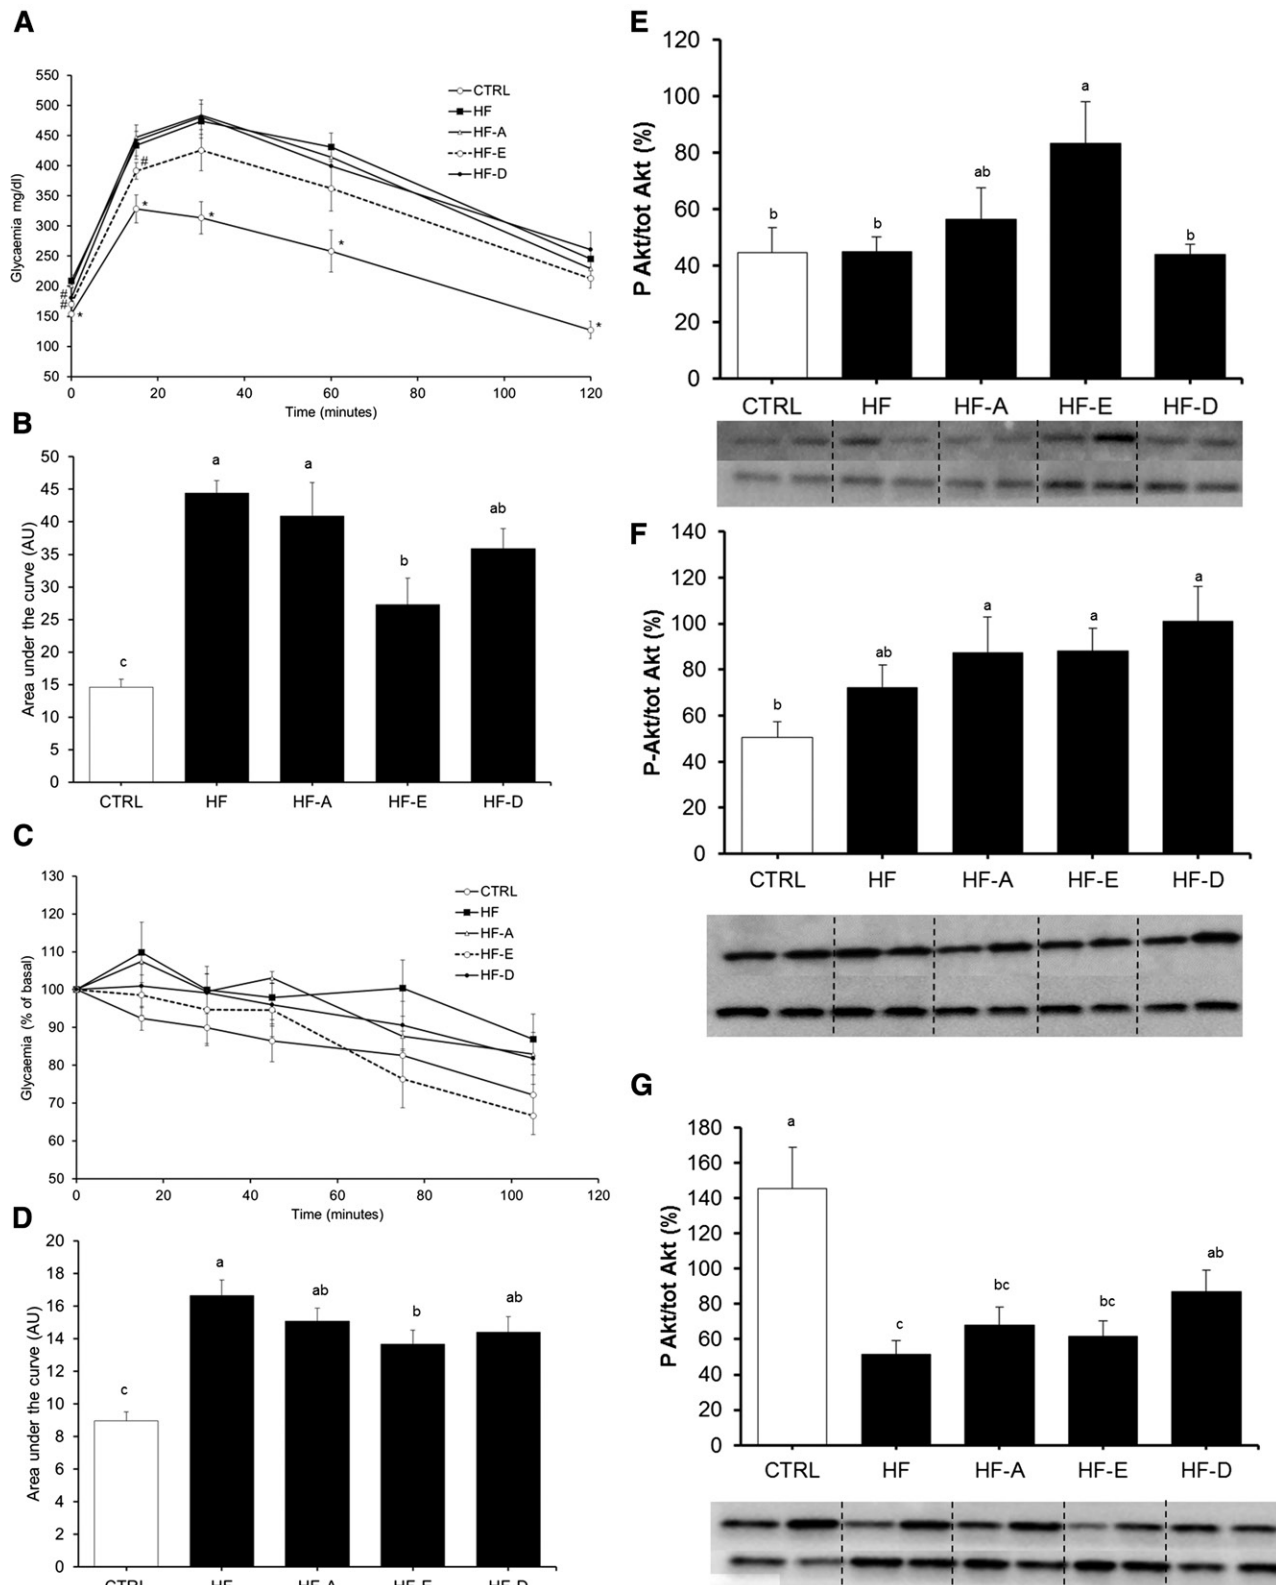 A
550
500
450
400
350
300
250
200
150
100
50
Glycaemia mg/dl)
CTRL
HF
HF-A
HF-E
HF-D
#
*
*
*
#
#
*
*
0
20
40
60
80
100
120
Time (minutes)
B
50
45
40
35
30
25
20
15
10
5
0
Area under the curve (AU)
c
a
a
b
ab
CTRL
HF
HF-A
HF-E
HF-D
C
130
120
110
100
90
80
70
60
50
Glycaemia (% of basal)
CTRL
HF
HF-A
HF-E
HF-D
0
20
40
60
80
100
120
Time (minutes)
D
20
18
16
14
12
10
8
6
4
2
0
Area under the curve (AU)
c
a
ab
b
ab
CTRL
HF
HF-A
HF-E
HF-D
E
120
100
80
60
40
20
0
P Akt/tot Akt (%)
b
b
ab
a
b
CTRL
HF
HF-A
HF-E
HF-D
F
140
120
100
80
60
40
20
0
P-Akt/tot Akt (%)
b
ab
a
a
a
CTRL
HF
HF-A
HF-E
HF-D
G
180
160
140
120
100
80
60
40
20
0
P Akt/tot Akt (%)
a
c
bc
bc
ab
CTRL
HF
HF-A
HF-E
HF-D